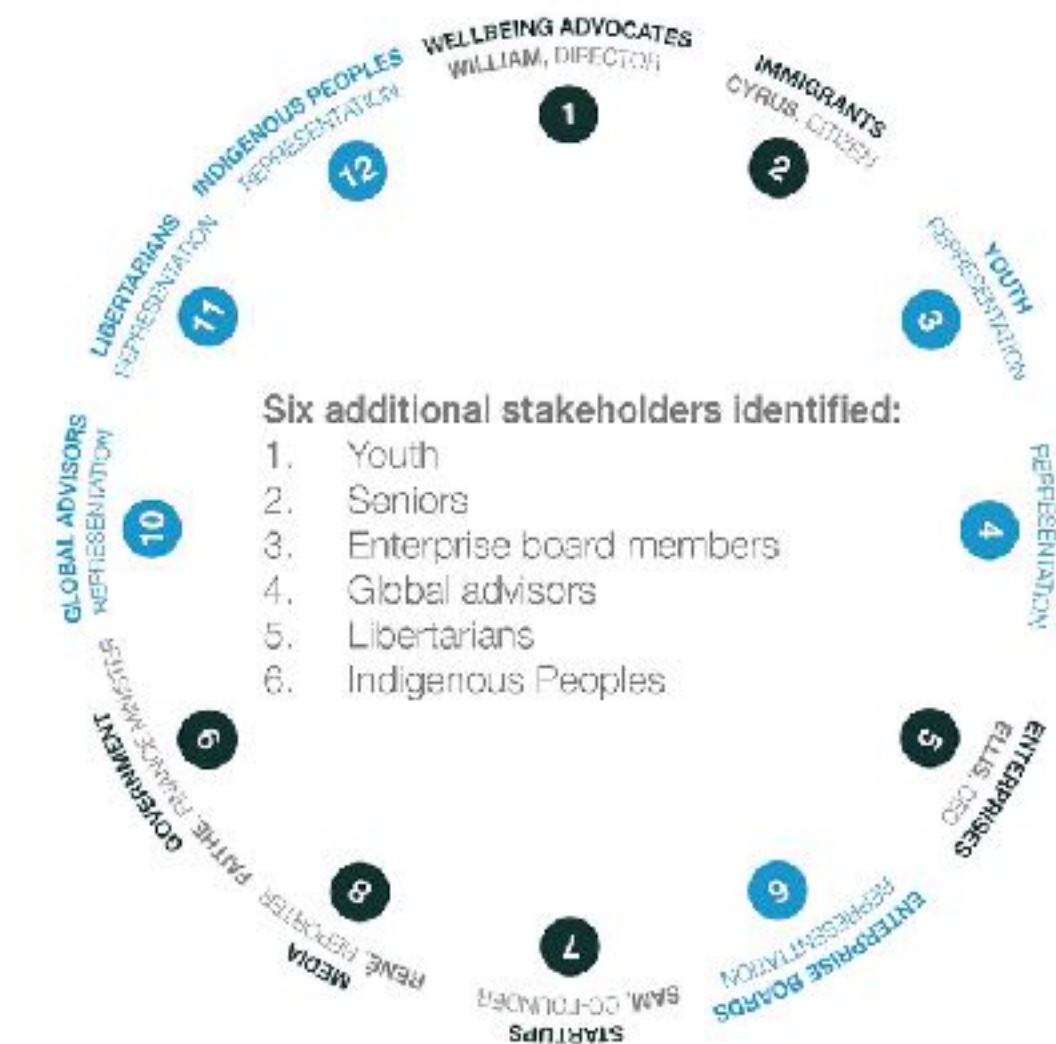 WELLBEING ADVOCATES
WILLIAM, DIRECTOR
1
IMMIGRANTS
CYRUS, CITIZEN
2
YOUTH
REPRESENTATION
3
REPRESENTATION
4
ENTERPRISES
ELLIS, CEO
5
ENTERPRISE BOARDS
REPRESENTATION
6
STARTUPS
SAM, CO-FOUNDER
7
MEDIA
RENÉ, REPORTER
8
GOVERNMENT
FAITHE, FINANCE MINISTER
9
GLOBAL ADVISORS
REPRESENTATION
10
LIBERTARIANS
REPRESENTATION
11
INDIGENOUS PEOPLES
REPRESENTATION
12
Six additional stakeholders identified:
1. Youth
2. Seniors
3. Enterprise board members
4. Global advisors
5. Libertarians
6. Indigenous Peoples